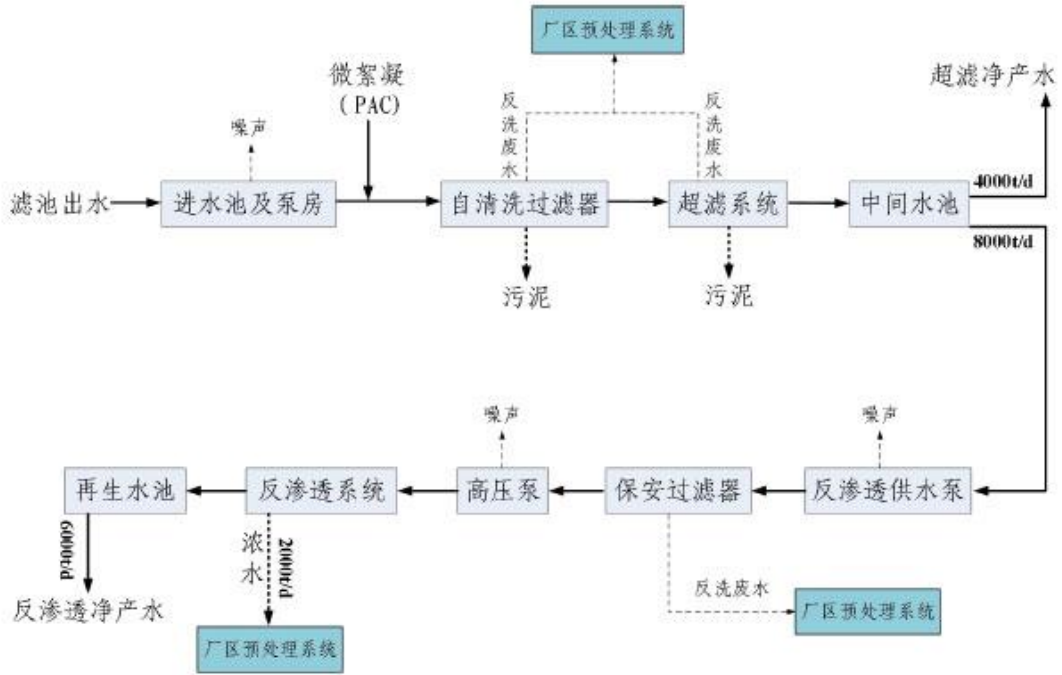 厂区预处理系统
微絮凝
(PAC)
超滤净产水
噪声
反洗废水
反洗废水
滤池出水
进水池及泵房
自清洗过滤器
超滤系统
中间水池
4000t/d
8000t/d
污泥
污泥
噪声
噪声
再生水池
反渗透系统
高压泵
保安过滤器
反渗透供水泵
6000t/d
浓水
2000t/d
反洗废水
反渗透净产水
厂区预处理系统
厂区预处理系统